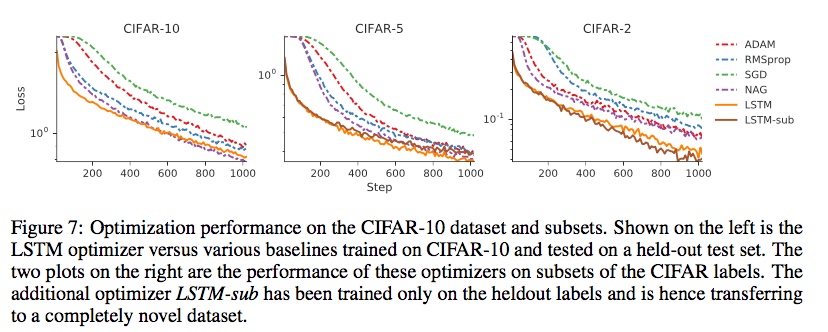 CIFAR-10
CIFAR-5
CIFAR-2
Loss
10⁰
200 400 600 800 1000
10⁰
200 400 600 800 1000
Step
10⁻¹
200 400 600 800 1000
ADAM
RMSprop
SGD
NAG
LSTM
LSTM-sub
Figure 7: Optimization performance on the CIFAR-10 dataset and subsets. Shown on the left is the
LSTM optimizer versus various baselines trained on CIFAR-10 and tested on a held-out test set. The
two plots on the right are the performance of these optimizers on subsets of the CIFAR labels. The
additional optimizer LSTM-sub has been trained only on the heldout labels and is hence transferring
to a completely novel dataset.